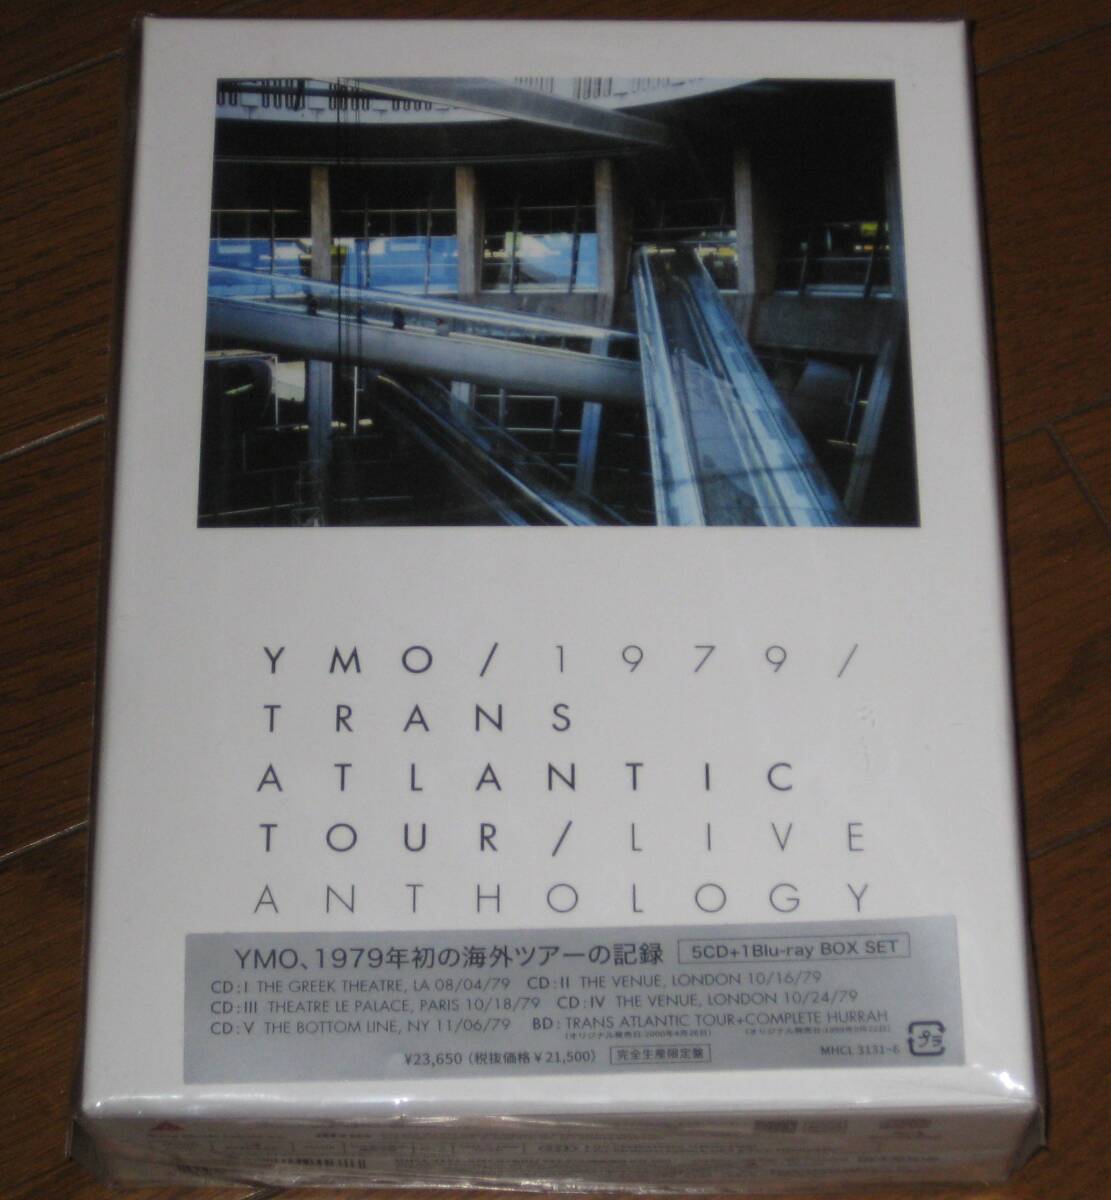 YMO/1979/
TRANS
ATLANTIC
TOUR/LIVE
ANTHOLOGY
YMO、1979年初の海外ツアーの記録 5CD+1Blu-ray BOX SET
CD:I THE GREEK THEATRE, LA 08/04/79 CD:II THE VENUE, LONDON 10/16/79
CD:III THEATRE LE PALACE, PARIS 10/18/79 CD:IV THE VENUE, LONDON 10/24/79
CD:V THE BOTTOM LINE, NY 11/06/79 BD: TRANS ATLANTIC TOUR+COMPLETE HURRAH
¥23,650 (税抜価格¥21,500) 完全生産限定盤 MHCL 3131~6 プラ